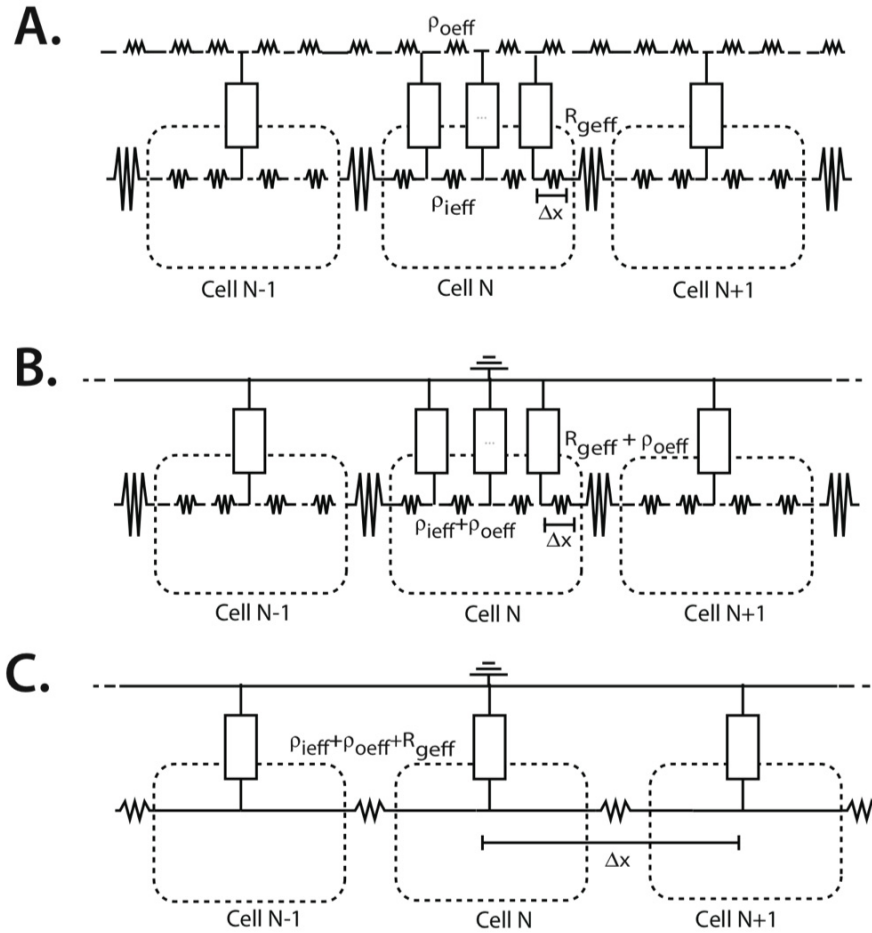 A.
ρoeff
...
Rgeff
ρieff
Δx
Cell N-1
Cell N
Cell N+1
B.
...
Rgeff + ρoeff
ρieff+ρoeff
Δx
Cell N-1
Cell N
Cell N+1
C.
ρieff+ρoeff+Rgeff
Δx
Cell N-1
Cell N
Cell N+1